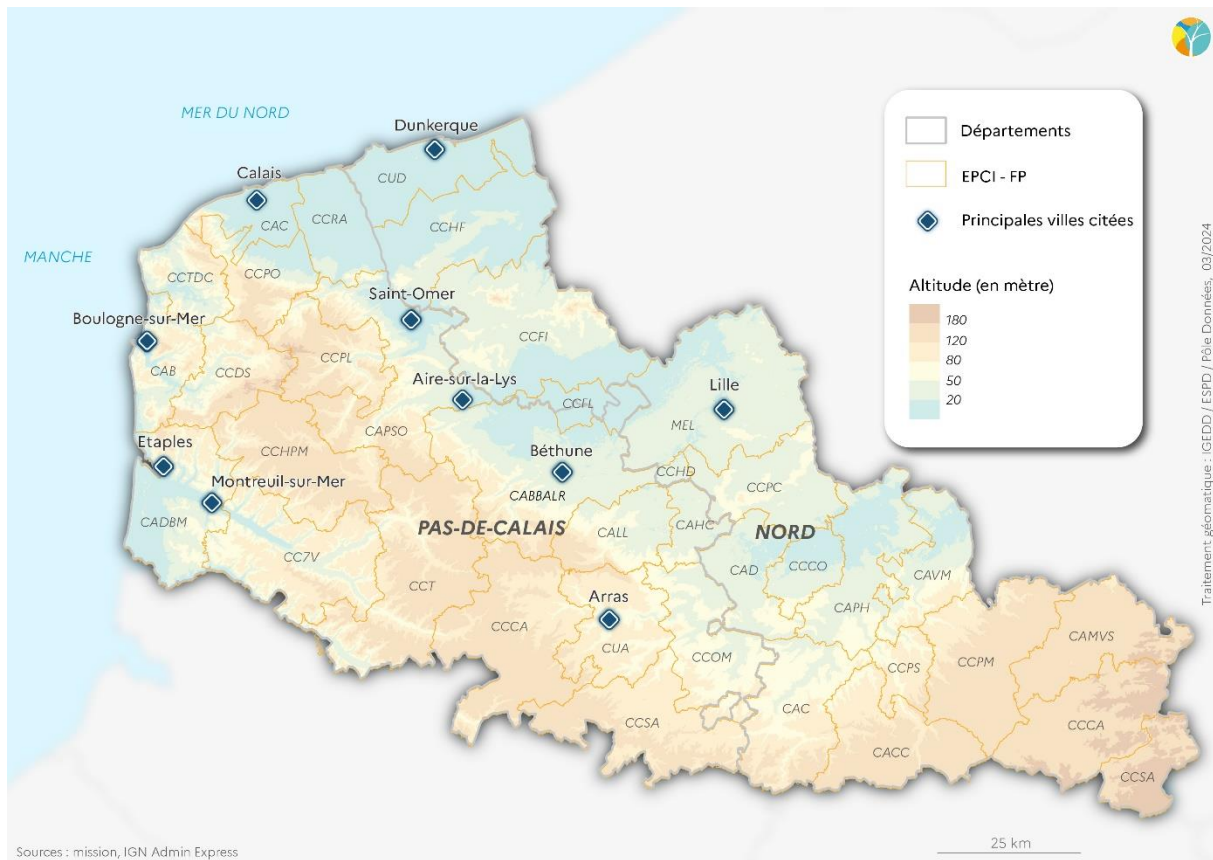 MER DU NORD
Dunkerque
Calais
CUD
CAC
CCRA
CCHF
MANCHE
CCTDC
CCPO
Saint-Omer
Boulogne-sur-Mer
CCFI
CCPL
CAB
CCDS
Aire-sur-la-Lys
CCFL
Lille
MEL
CAPSO
Etaples
CCHPM
Béthune
CCHD
Montreuil-sur-Mer
CCPC
CABBALR
CADBM
PAS-DE-CALAIS
CALL
CAHC
NORD
CC7V
CAD
CCCO
CAVM
CCT
Arras
CAPH
CCCA
CUA
CCOM
CCPS
CCPM
CAMVS
CCSA
CAC
CACC
CCCA
CCSA
Départements
EPCI - FP
Principales villes citées
Altitude (en mètre)
180
120
80
50
20
Traitement géomatique : IGEDD / ESPD / Pôle Données, 03/2024
25 km
Sources : mission, IGN Admin Express